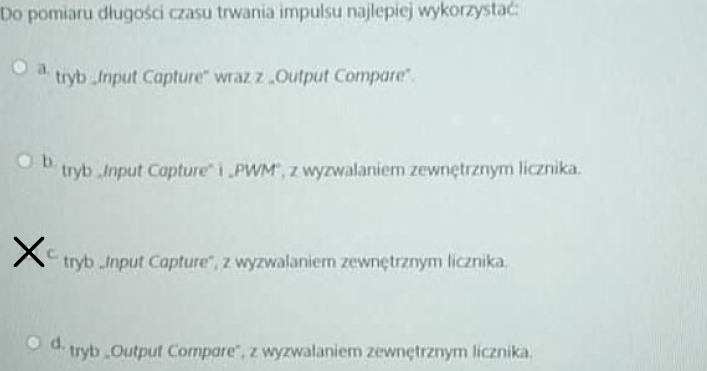 Do pomiaru długości czasu trwania impulsu najlepiej wykorzystać:
a. tryb „Input Capture" wraz z „Output Compare".
b. tryb „Input Capture" i „PWM", z wyzwalaniem zewnętrznym licznika.
c. tryb „Input Capture", z wyzwalaniem zewnętrznym licznika.
d. tryb „Output Compare", z wyzwalaniem zewnętrznym licznika.